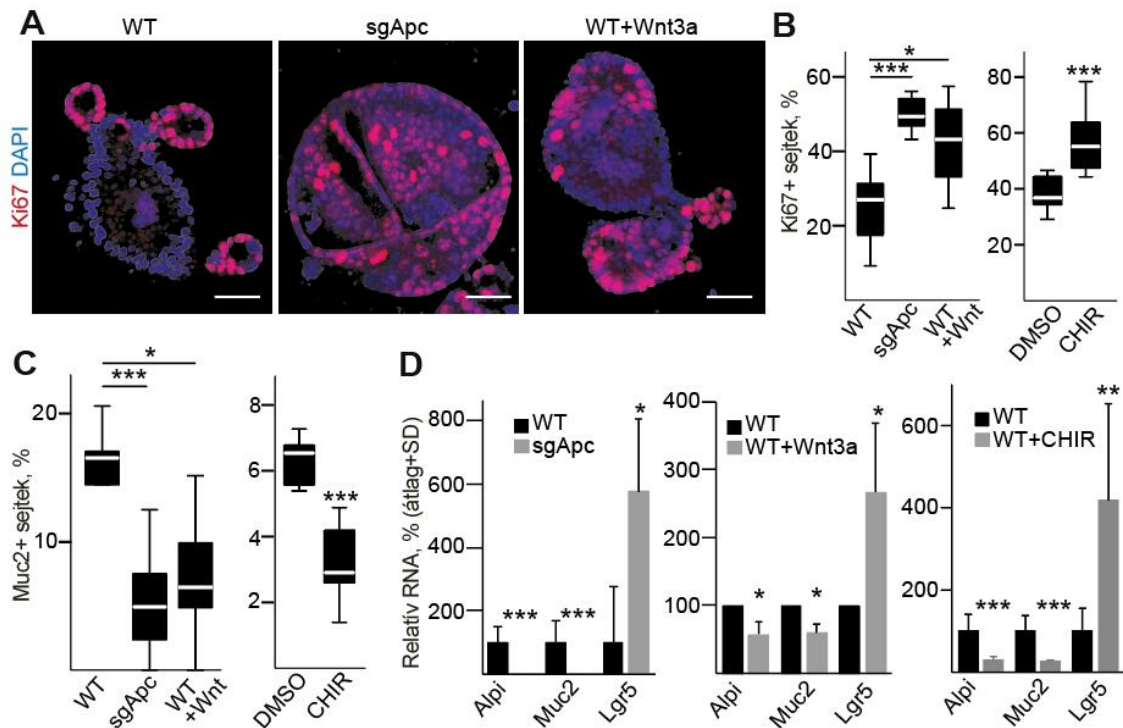 A
WT
sgApc
WT+Wnt3a
Ki67 DAPI
B
Ki67+ sejtek, %
60
40
20
*
***
WT
sgApc
WT
+Wnt
80
60
40
20
***
DMSO
CHIR
C
Muc2+ sejtek, %
20
10
*
***
WT
sgApc
WT
+Wnt
8
6
4
2
***
DMSO
CHIR
D
Relatív RNA, % (átlag+SD)
800
600
400
200
WT
sgApc
***
***
*
Alpi
Muc2
Lgr5
400
300
200
100
WT
WT+Wnt3a
*
*
*
Alpi
Muc2
Lgr5
600
400
200
WT
WT+CHIR
***
***
**
Alpi
Muc2
Lgr5